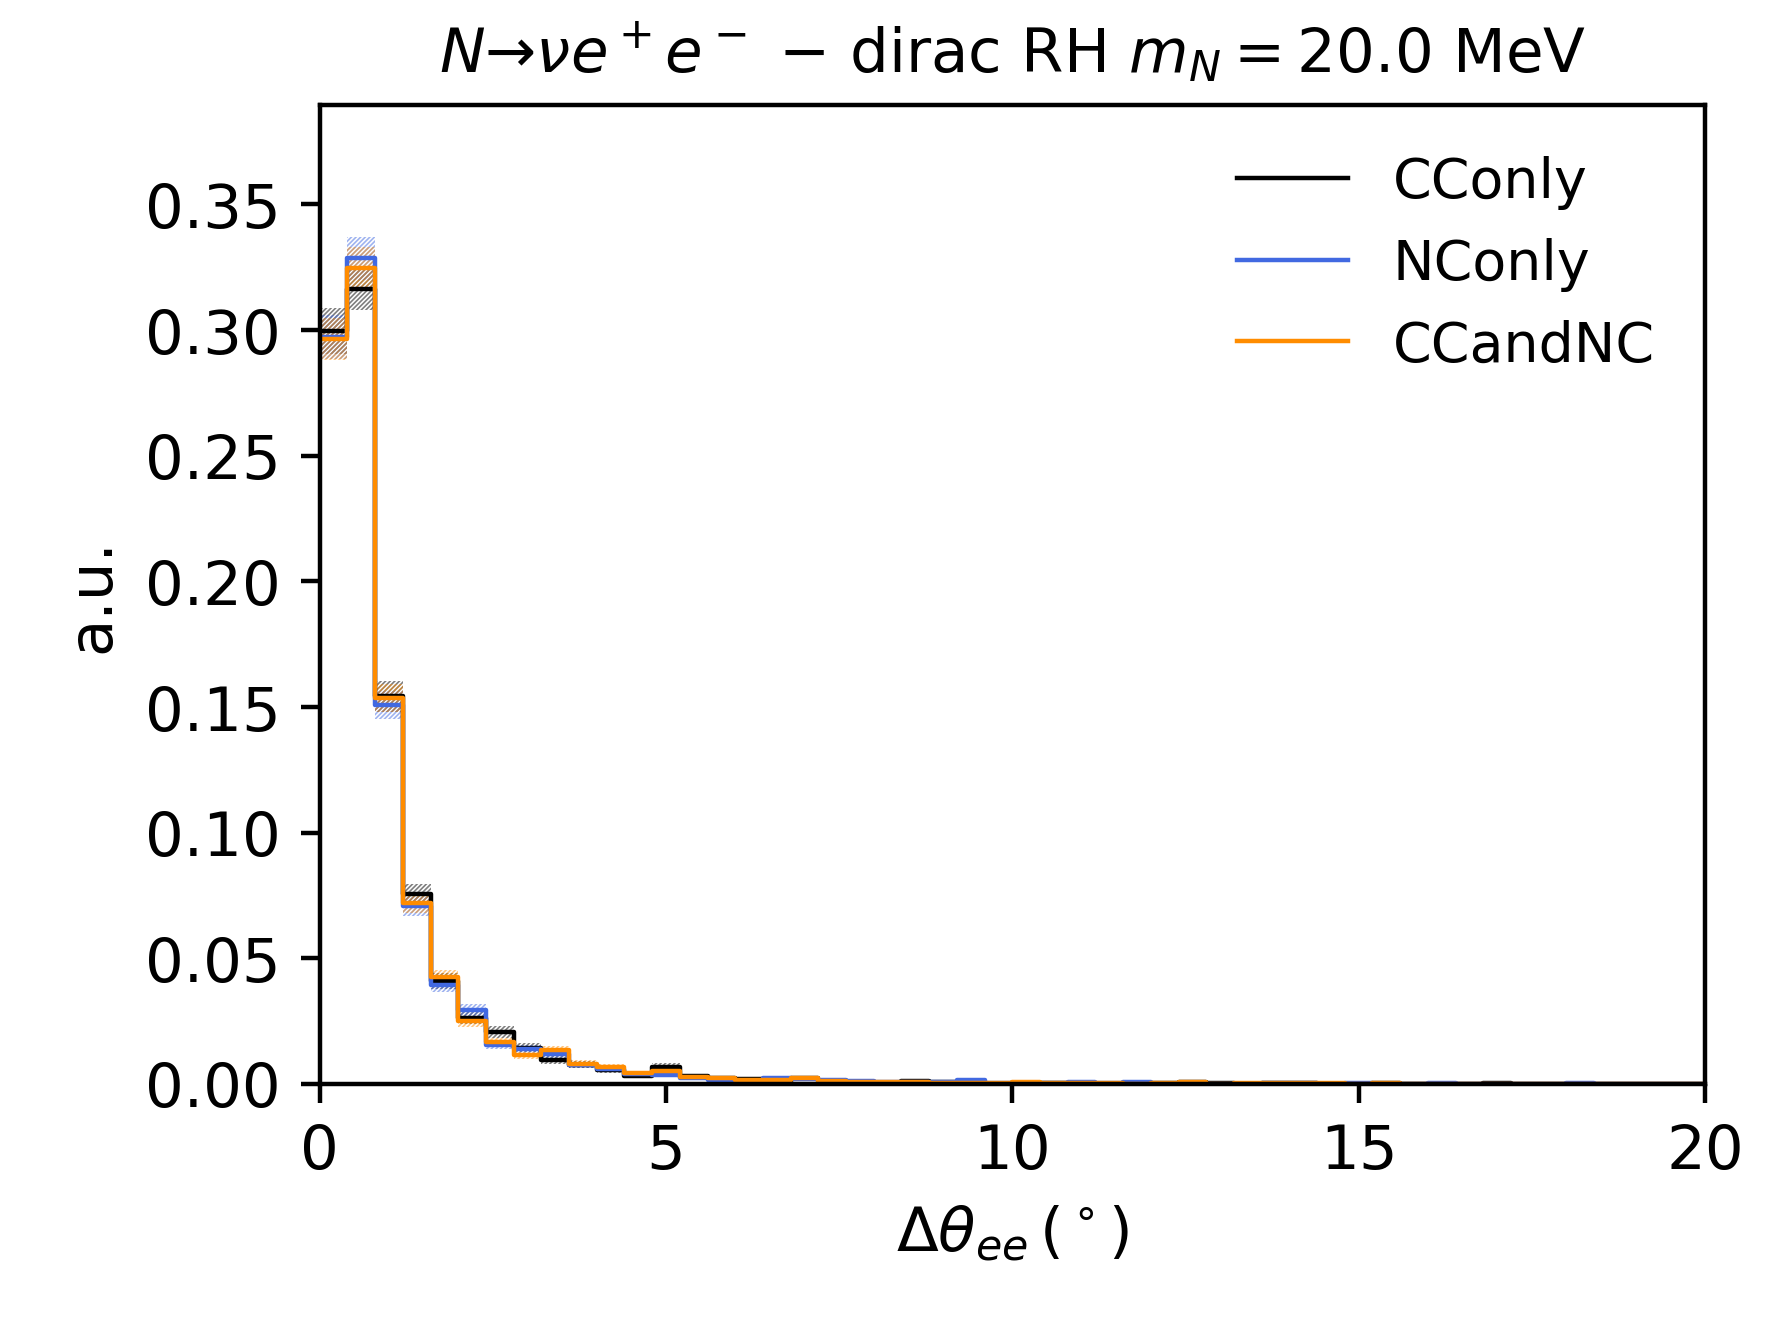 N→νe⁺e⁻ − dirac RH m_N = 20.0 MeV
CConly
NConly
CCandNC
a.u.
0.35
0.30
0.25
0.20
0.15
0.10
0.05
0.00
0 5 10 15 20
Δθ_ee (°)